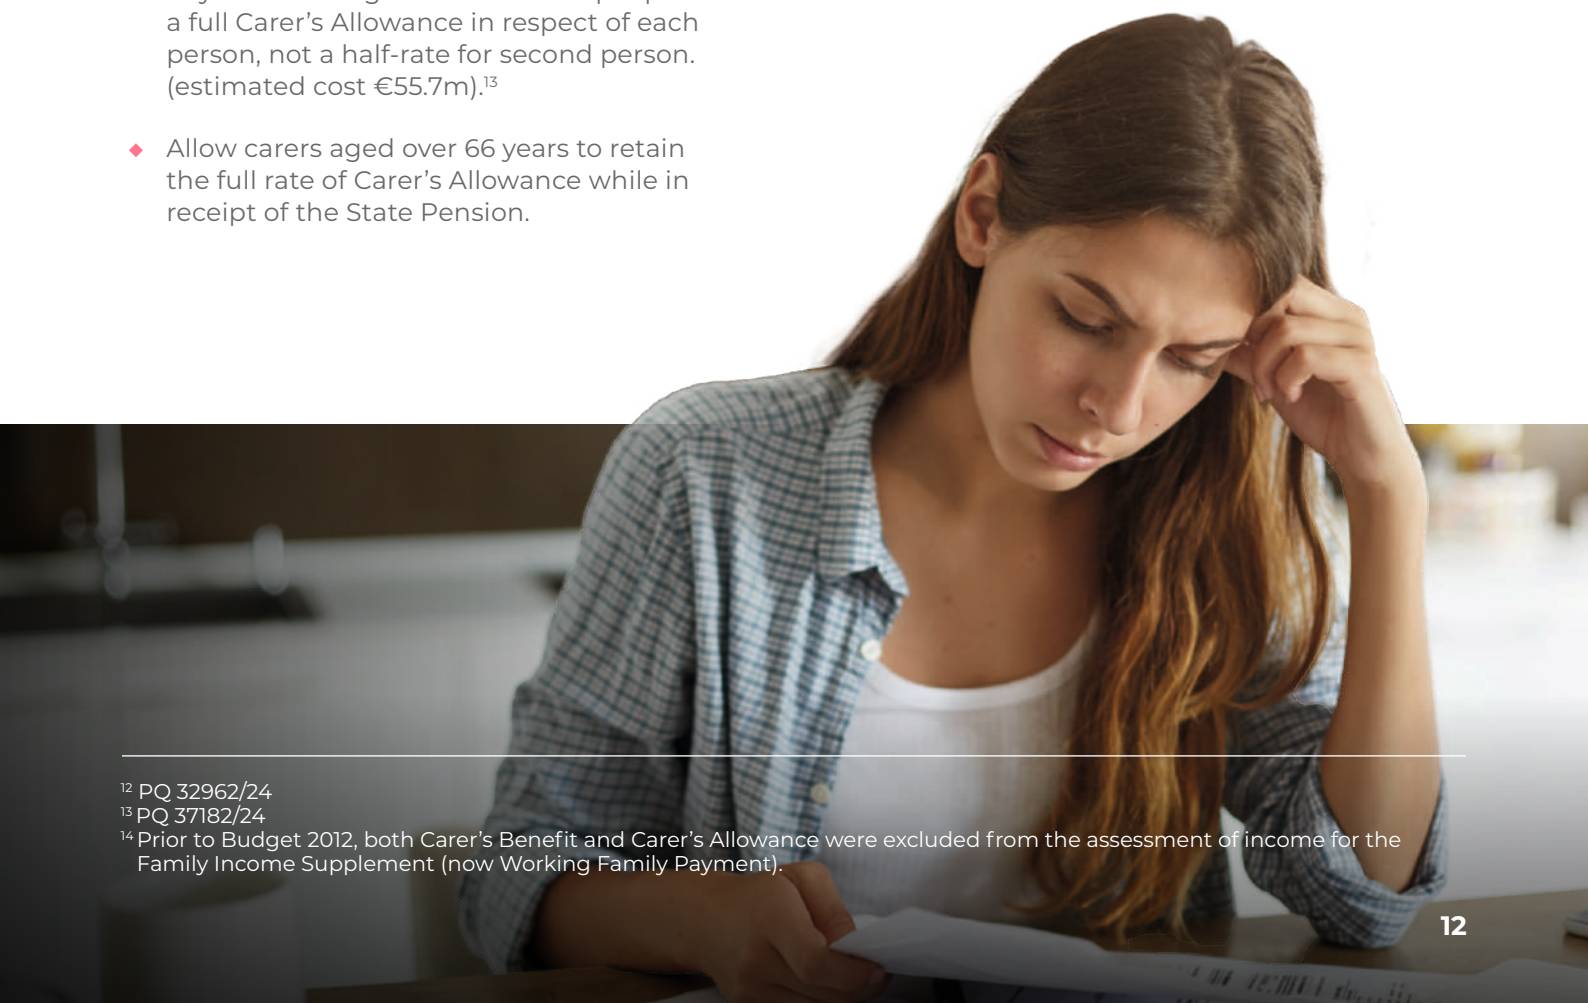 a full Carer’s Allowance in respect of each
person, not a half-rate for second person.
(estimated cost €55.7m).13
Allow carers aged over 66 years to retain
the full rate of Carer’s Allowance while in
receipt of the State Pension.
12 PQ 32962/24
13 PQ 37182/24
14 Prior to Budget 2012, both Carer’s Benefit and Carer’s Allowance were excluded from the assessment of income for the
Family Income Supplement (now Working Family Payment).
12